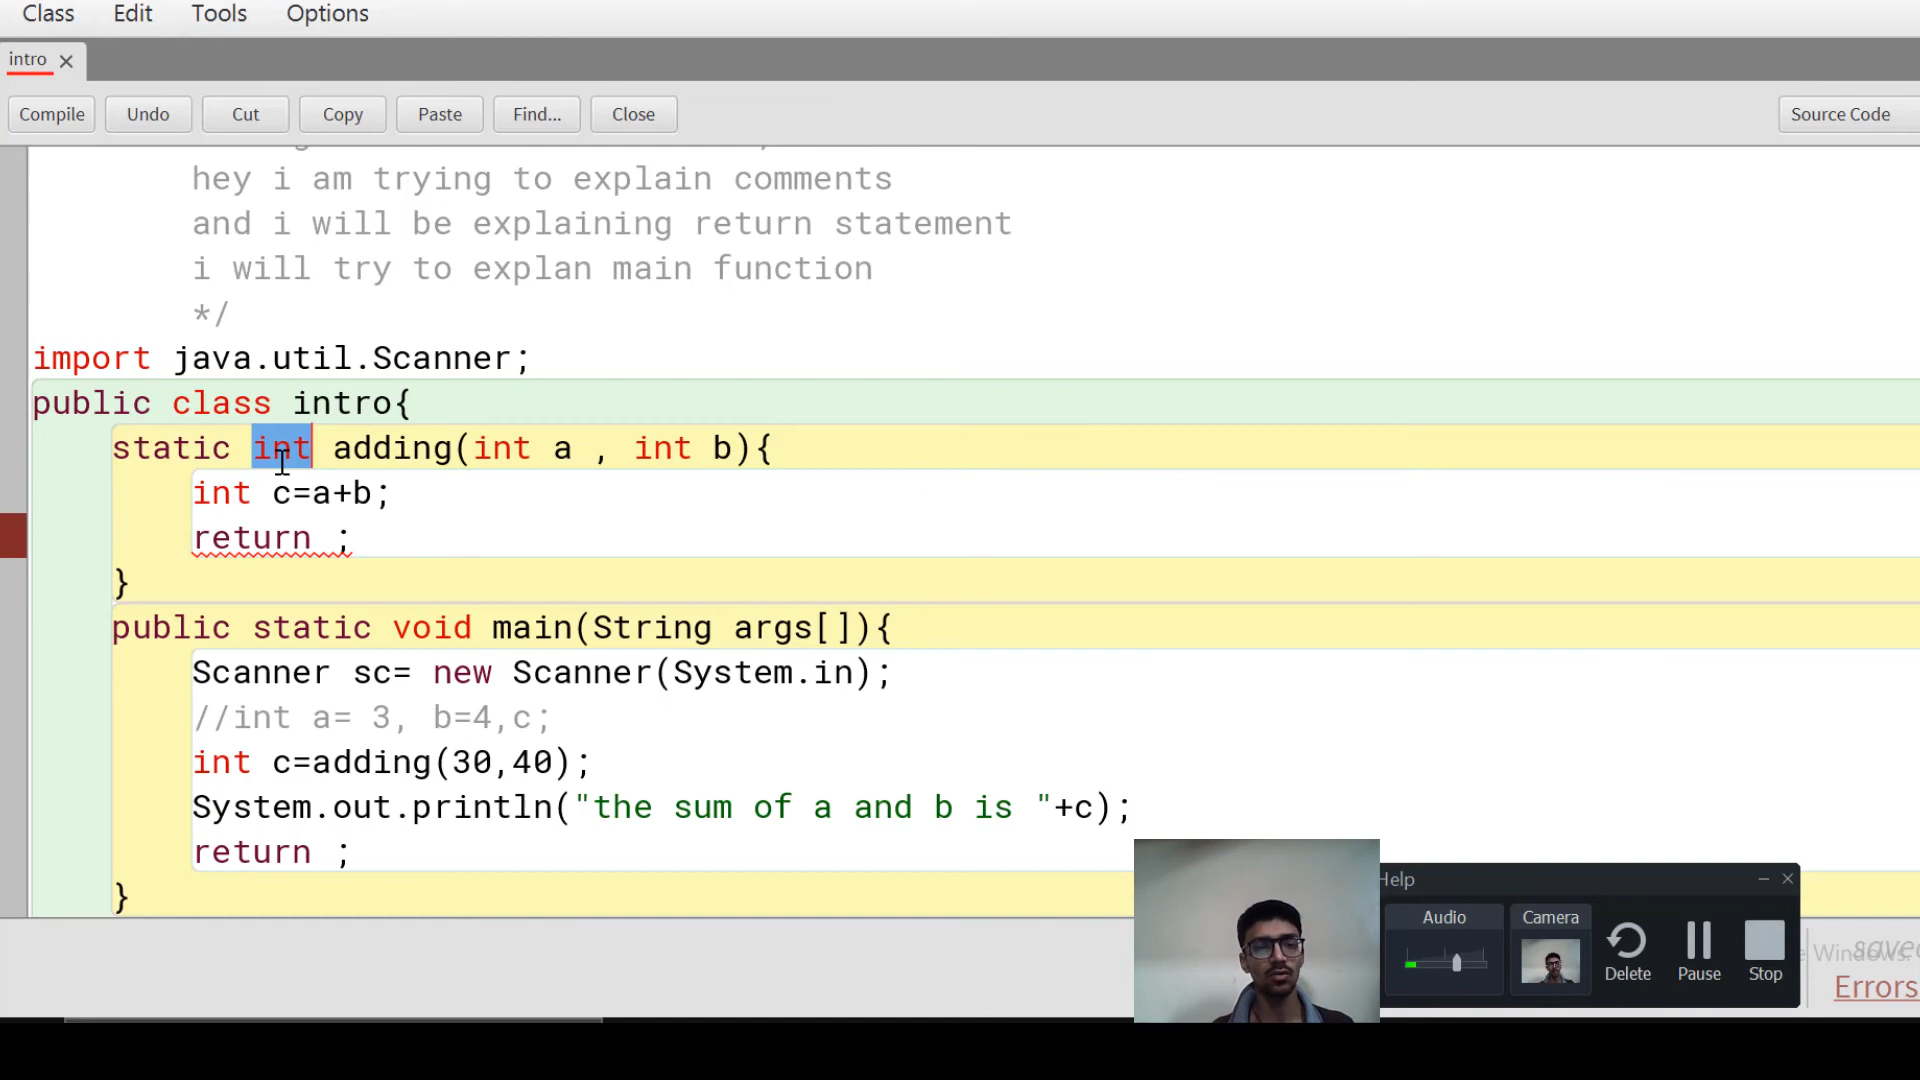 Class Edit Tools Options
intro
Compile Undo Cut Copy Paste Find... Close Source Code
hey i am trying to explain comments
and i will be explaining return statement
i will try to explan main function
*/
import java.util.Scanner;
public class intro{
static int adding(int a , int b){
int c=a+b;
return ;
}
public static void main(String args[]){
Scanner sc= new Scanner(System.in);
//int a= 3, b=4,c;
int c=adding(30,40);
System.out.println("the sum of a and b is "+c);
return ;
}
Help
Audio Camera
Delete Pause Stop
Windows.
Errors